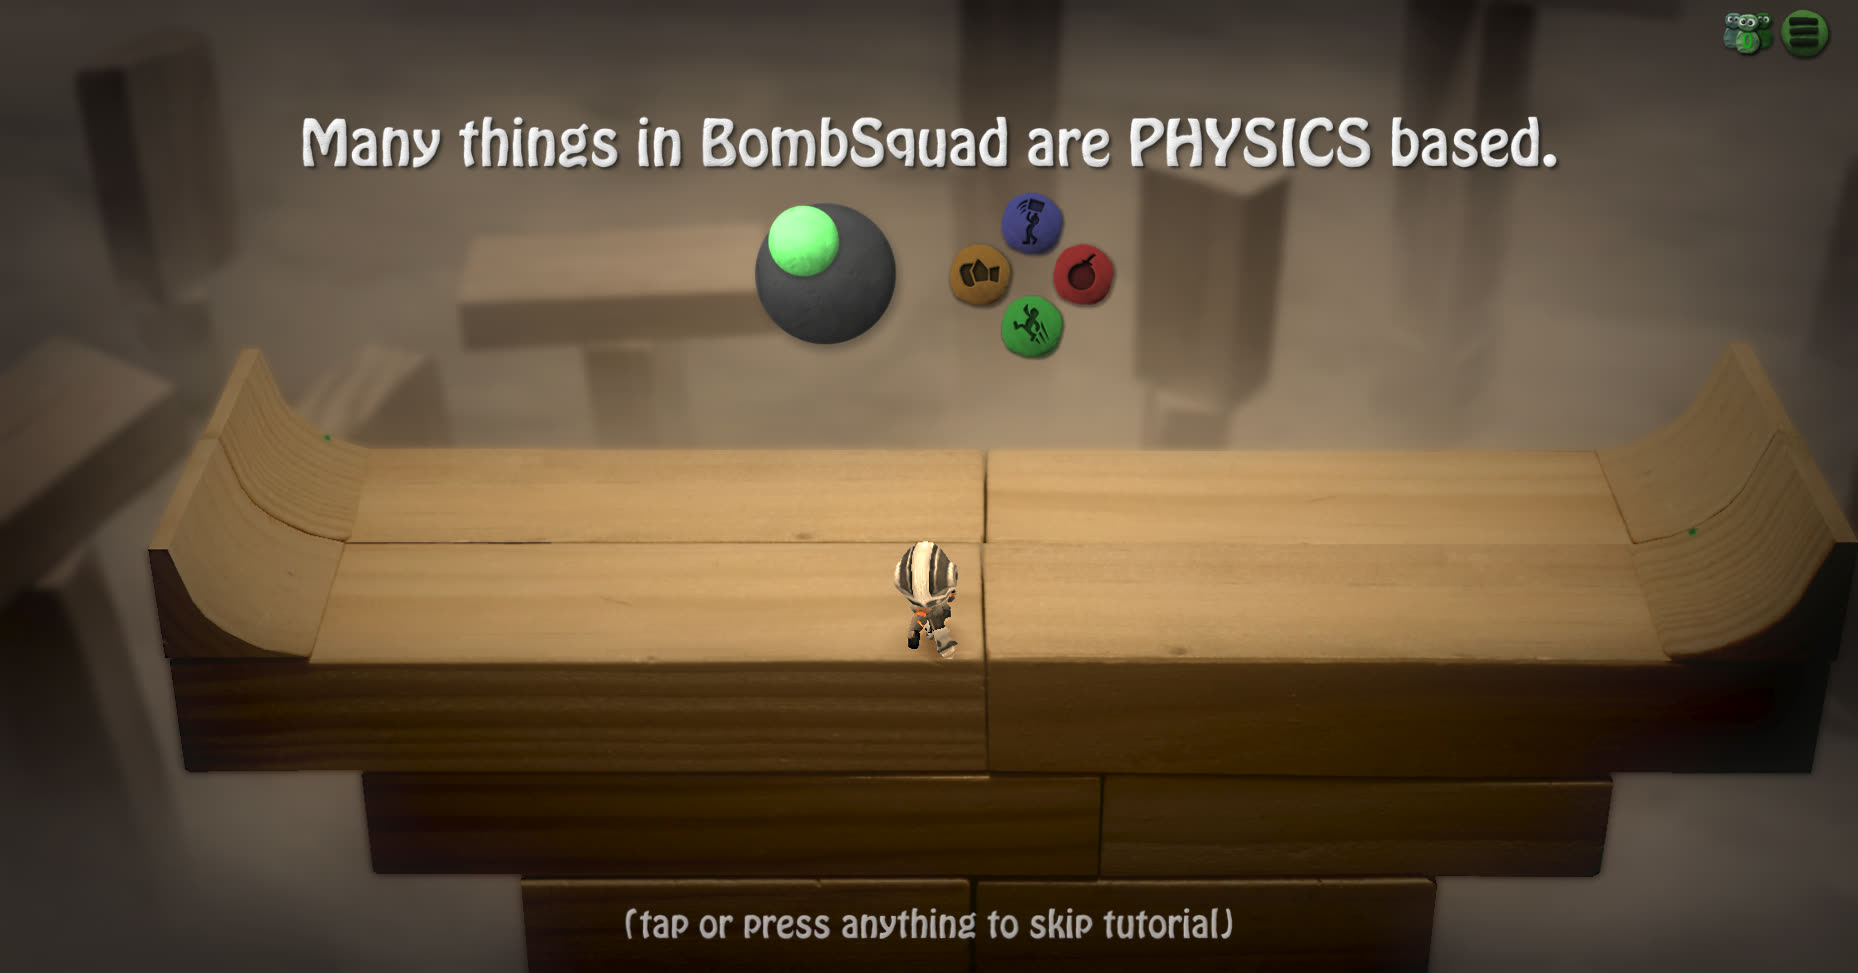 Many things in BombSquad are PHYSICS based.
(tap or press anything to skip tutorial)